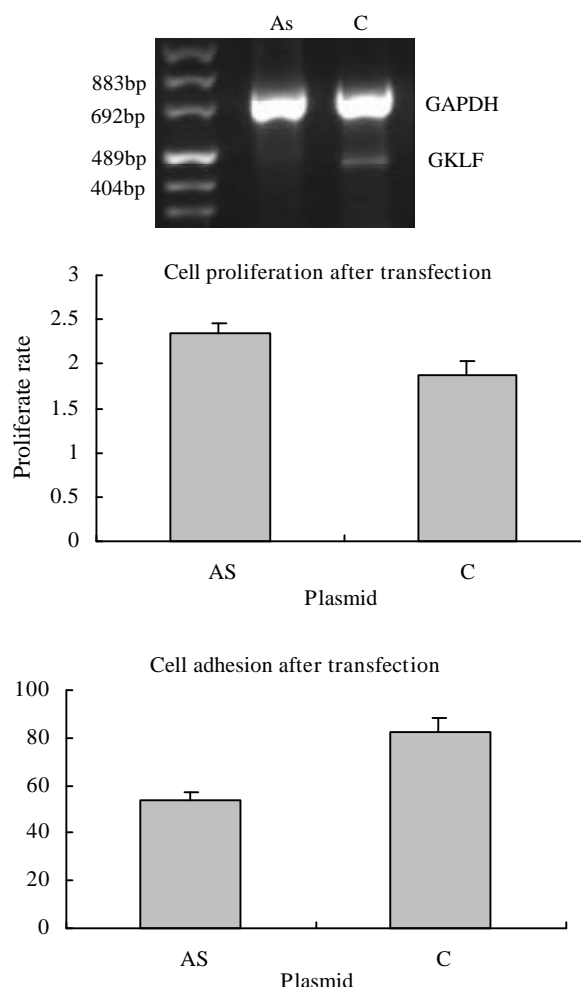 As C
883bp
692bp
GAPDH
489bp
GKLF
404bp
Cell proliferation after transfection
Proliferate rate
3
2.5
2
1.5
1
0.5
0
AS C
Plasmid
Cell adhesion after transfection
100
80
60
40
20
0
AS C
Plasmid